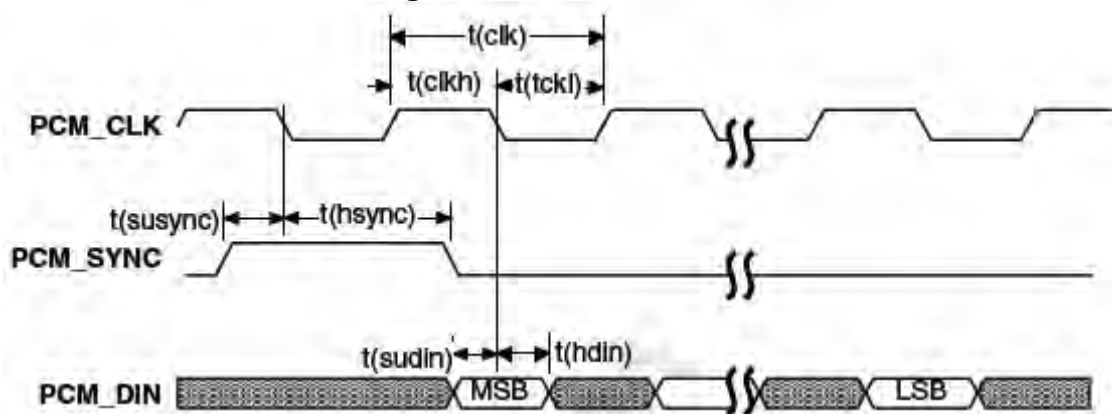 t(clk)
t(clkh) t(tckl)
PCM_CLK
t(susync) t(hsync)
PCM_SYNC
t(sudin) t(hdin)
PCM_DIN MSB LSB